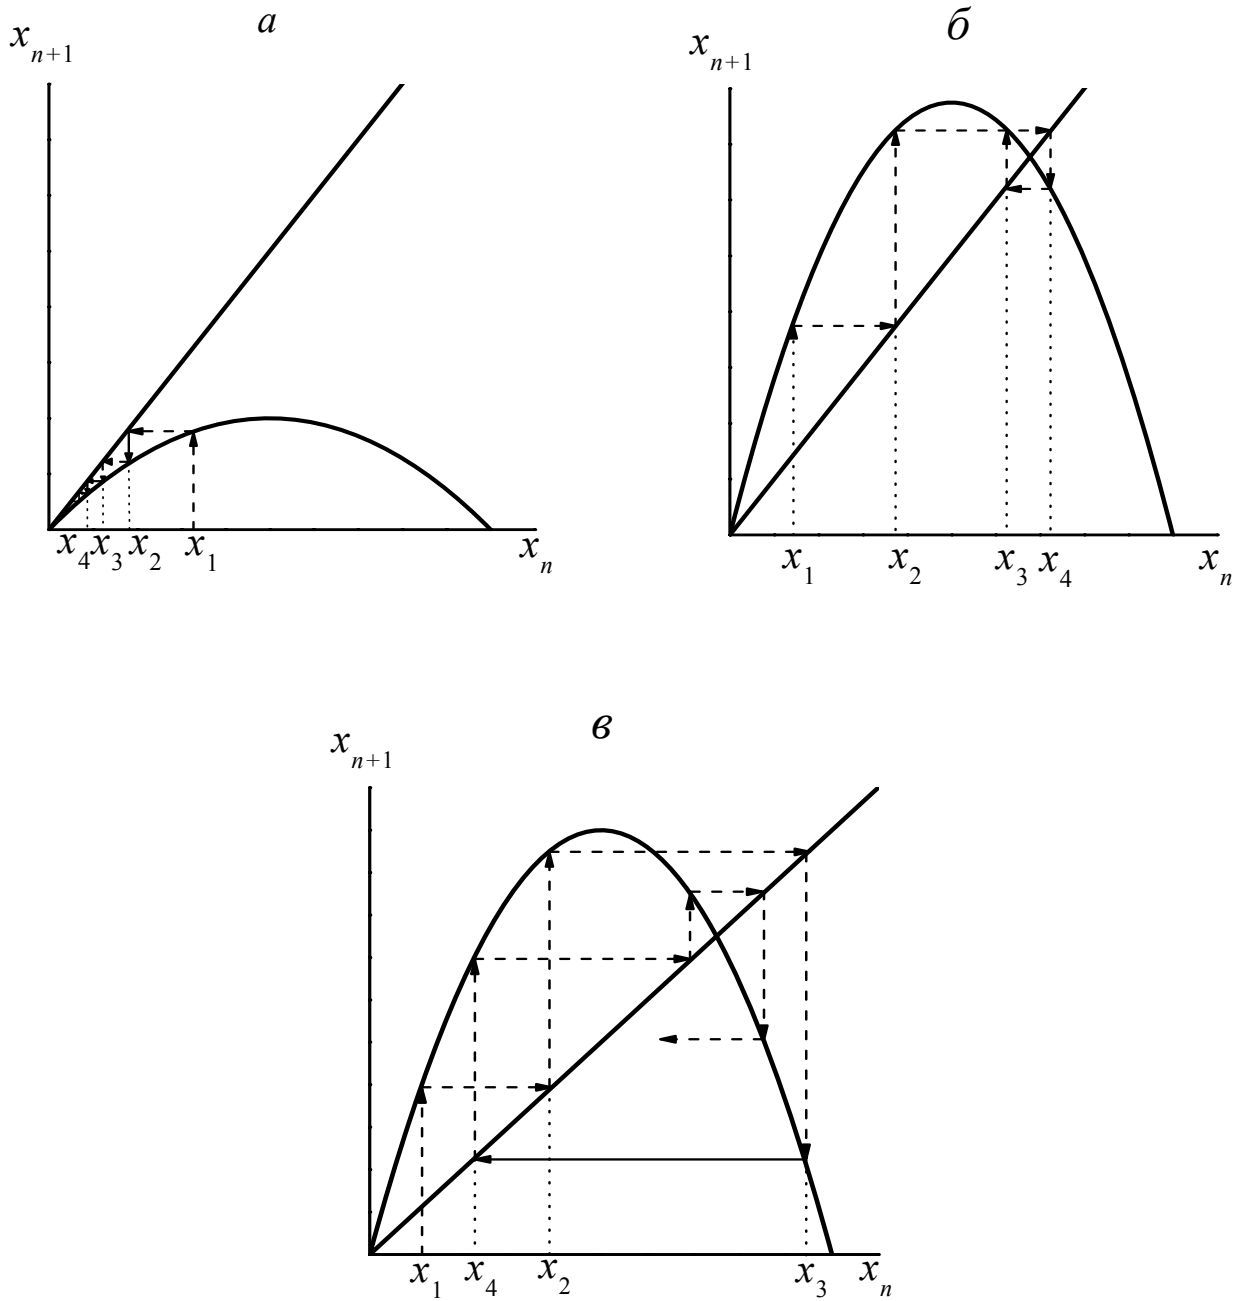 а
x_{n+1}
x_4 x_3 x_2 x_1 x_n
б
x_{n+1}
x_1 x_2 x_3 x_4 x_n
в
x_{n+1}
x_1 x_4 x_2 x_3 x_n